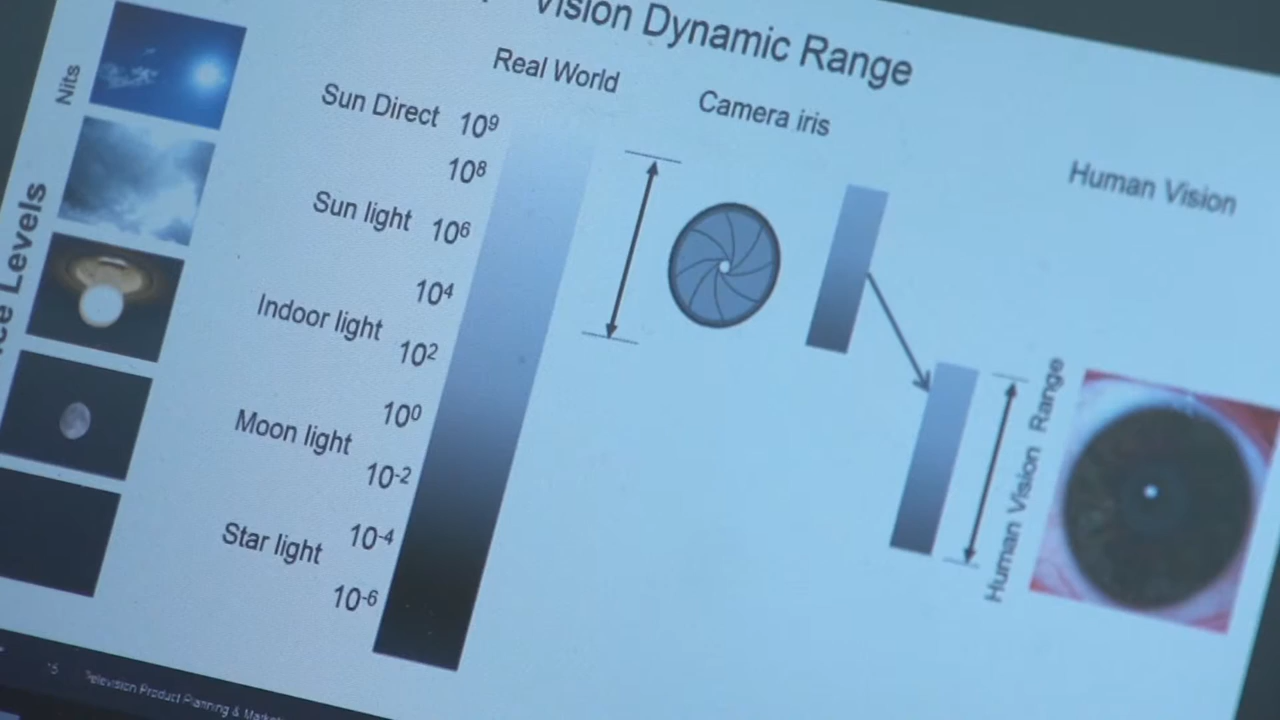 Vision Dynamic Range
Real World
Camera iris
Human Vision
Nits
Levels
Sun Direct 10⁹
10⁸
Sun light 10⁶
10⁴
Indoor light
10²
10⁰
Moon light
10⁻²
10⁻⁴
Star light
10⁻⁶
Human Vision Range
Television Product Planning &